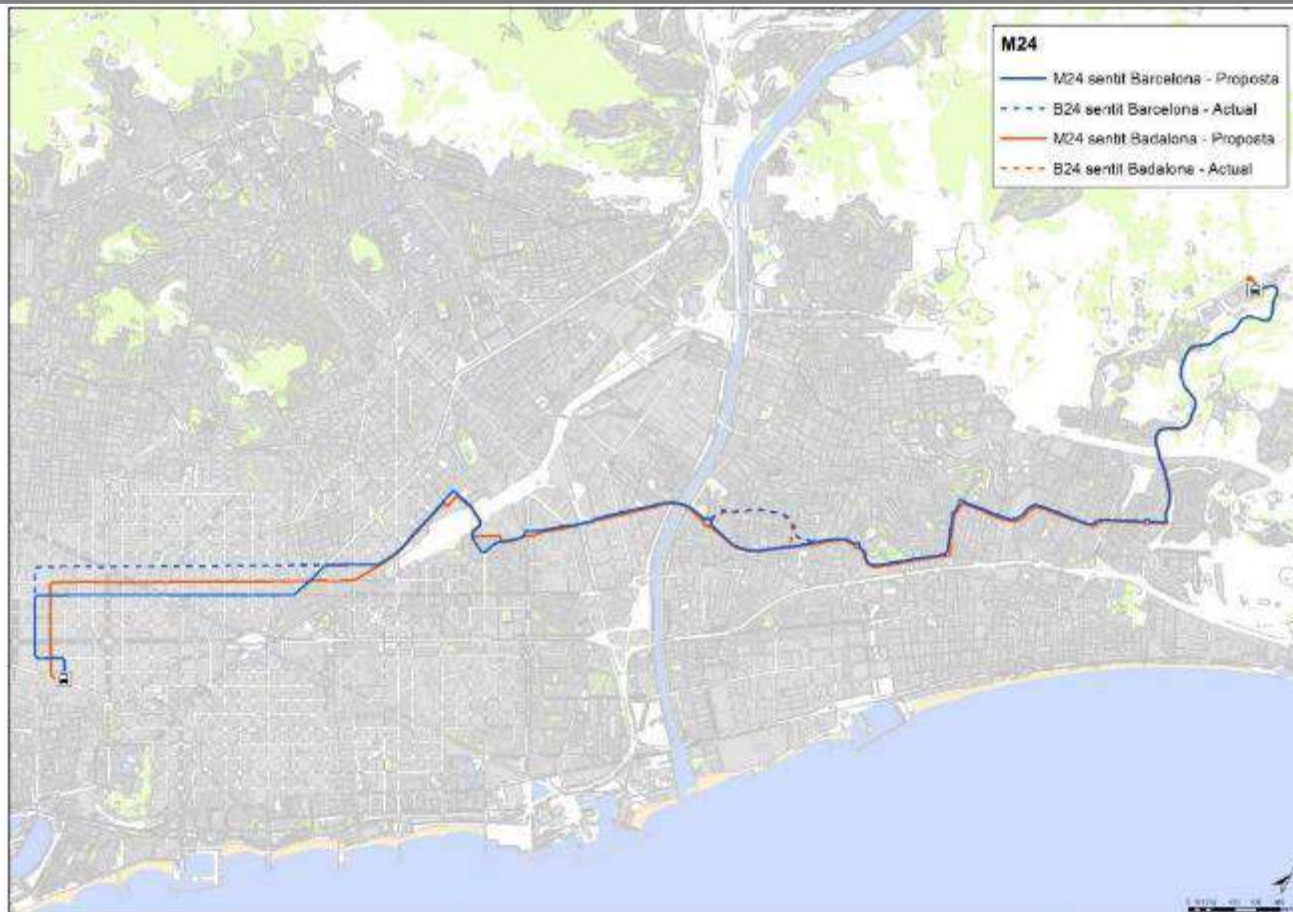 M24
M24 sentit Barcelona - Proposta
B24 sentit Barcelona - Actual
M24 sentit Badalona - Proposta
B24 sentit Badalona - Actual